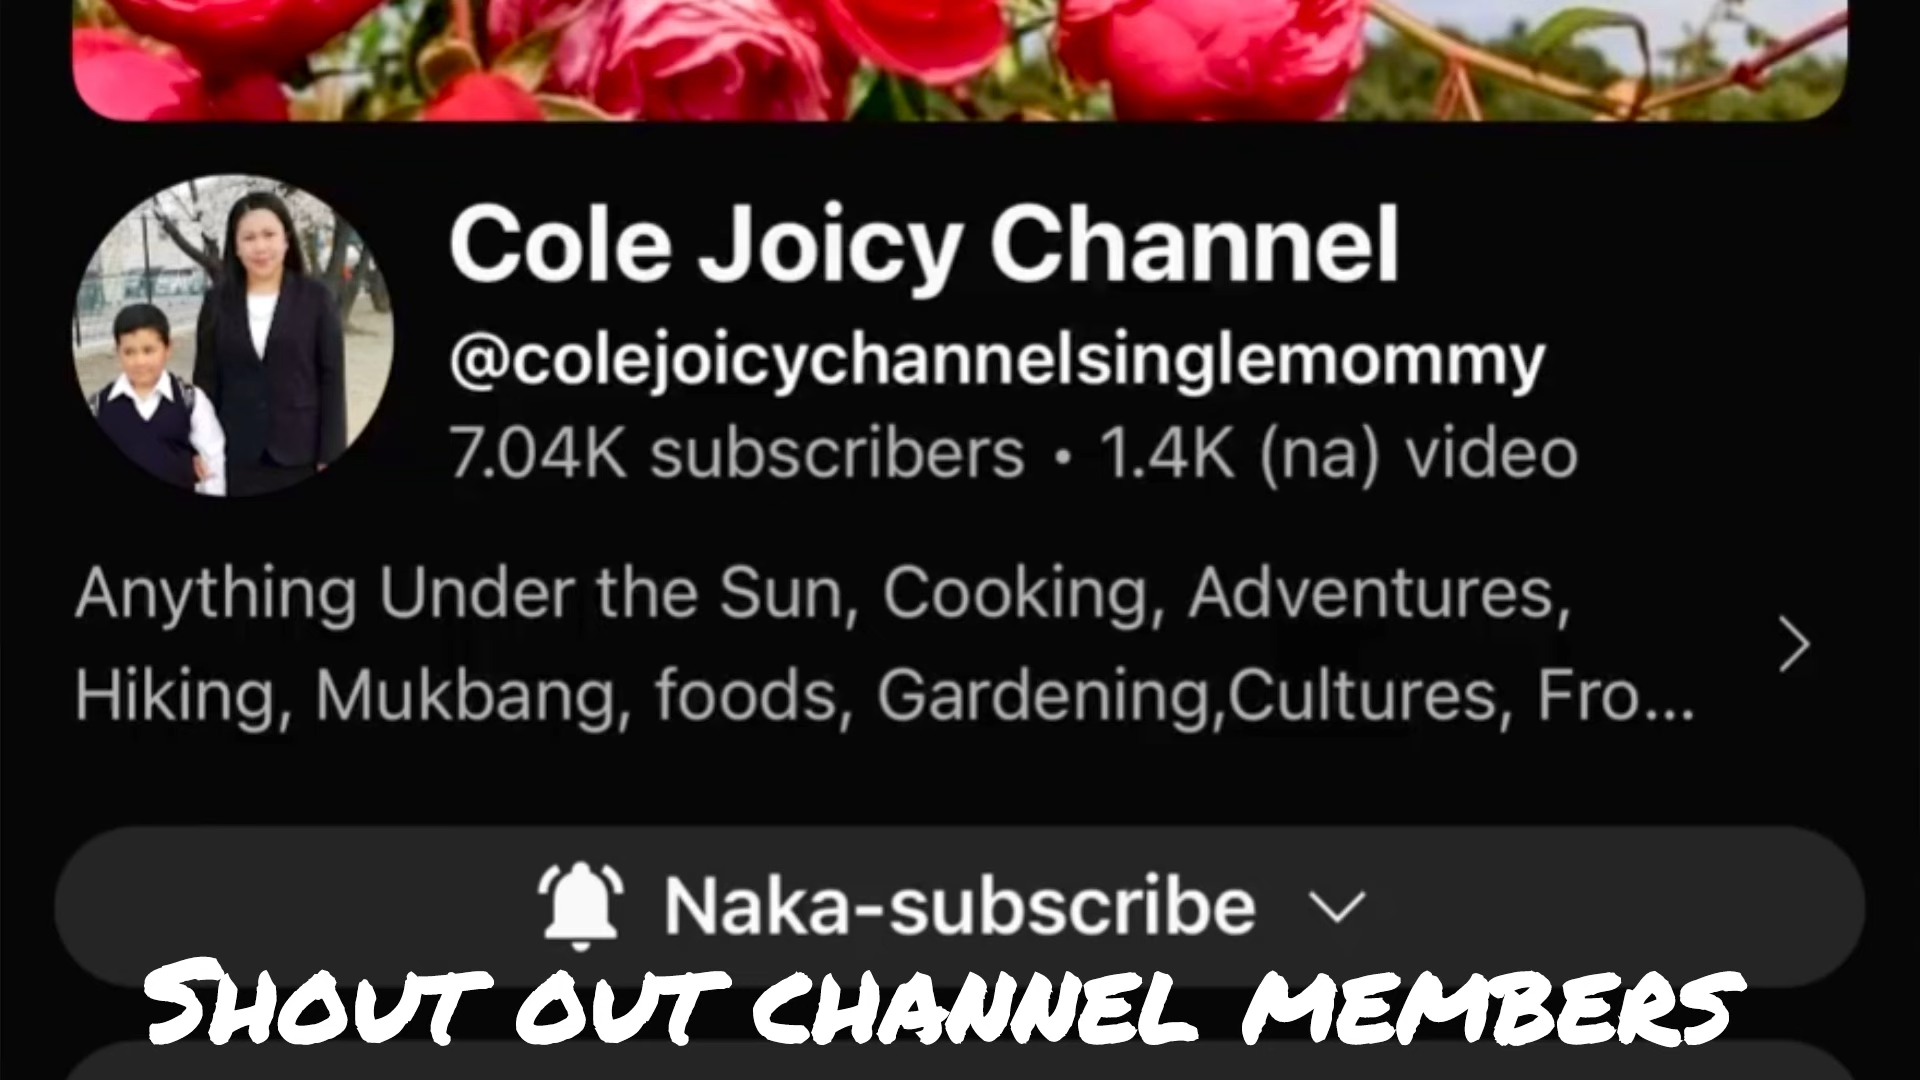 Cole Joicy Channel
@colejoicychannelsinglemommy
7.04K subscribers • 1.4K (na) video
Anything Under the Sun, Cooking, Adventures,
Hiking, Mukbang, foods, Gardening,Cultures, Fro...
Naka-subscribe
SHOUT OUT CHANNEL MEMBERS